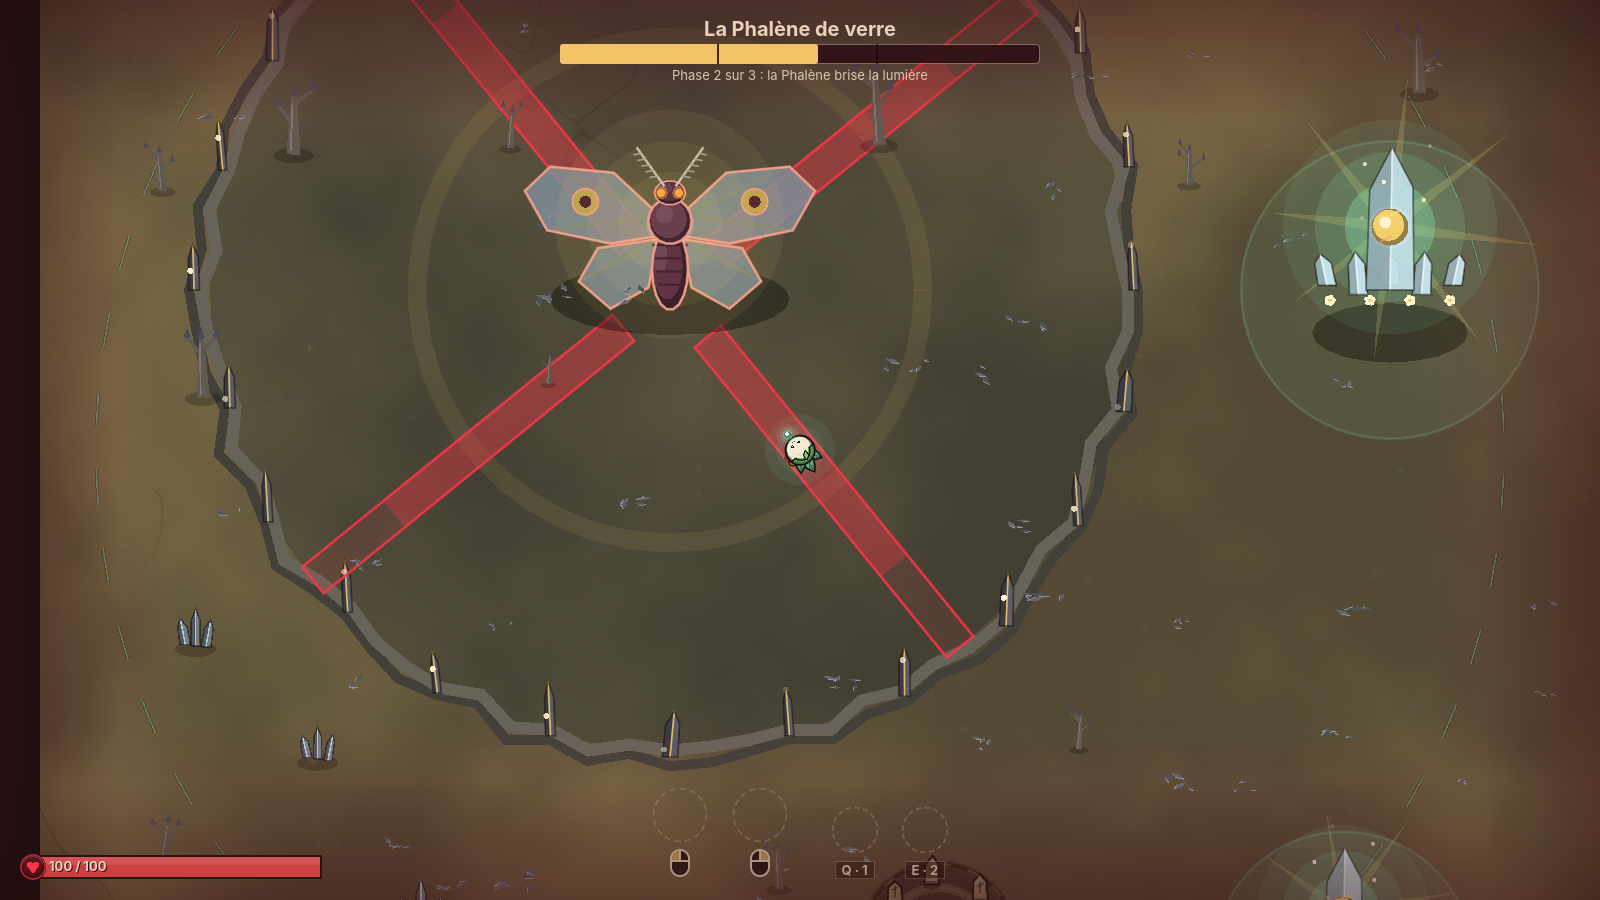 La Phalène de verre
Phase 2 sur 3 : la Phalène brise la lumière
100 / 100
Q · 1
E · 2